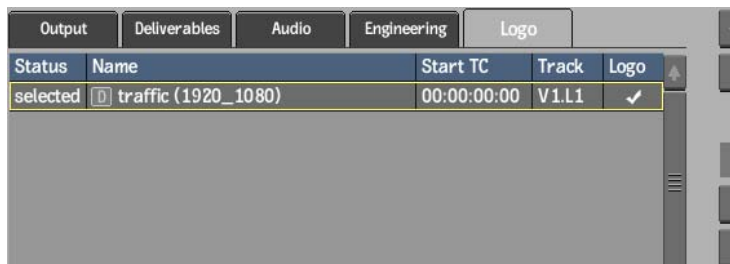 Output Deliverables Audio Engineering Logo
Status Name Start TC Track Logo
selected D traffic (1920_1080) 00:00:00:00 V1.L1